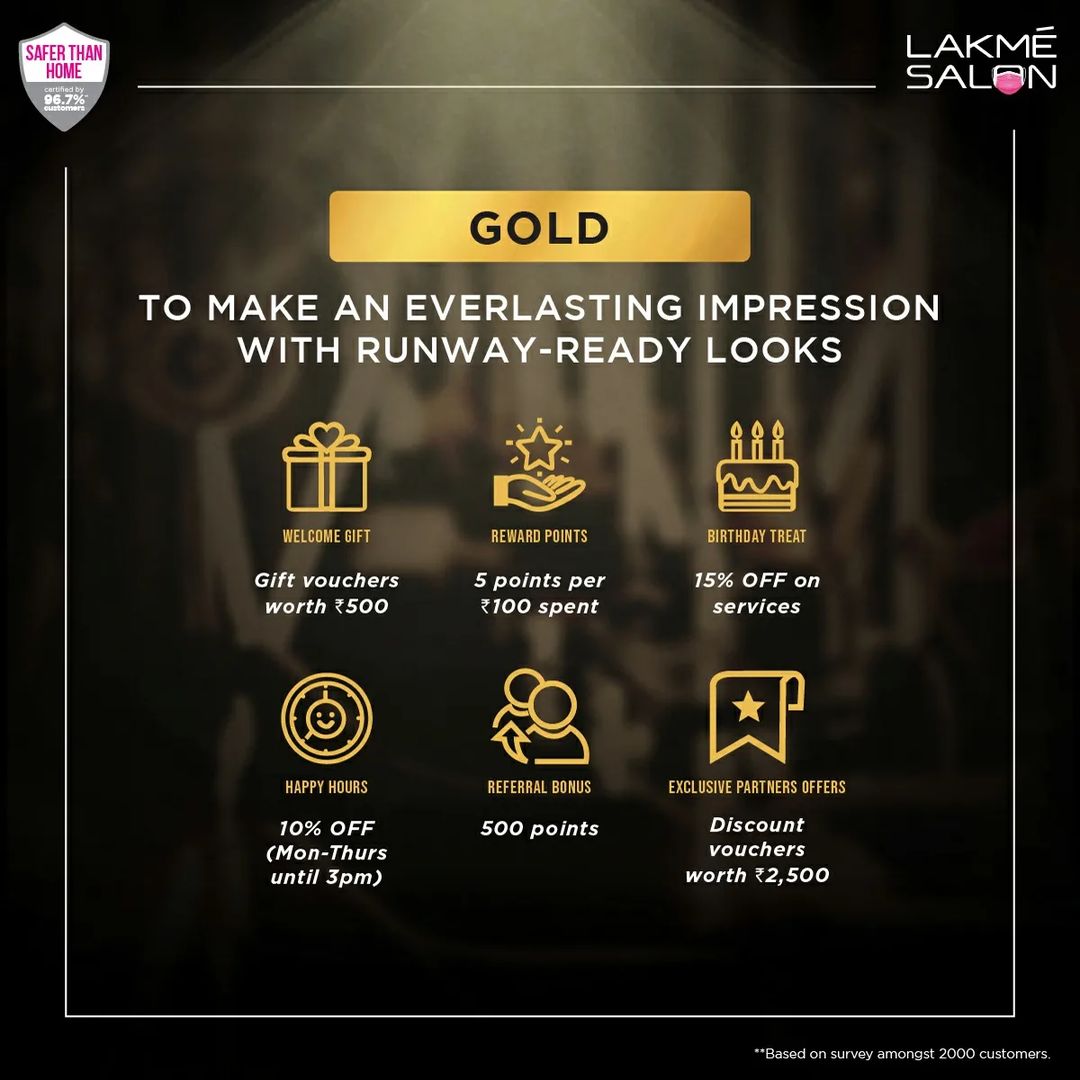 SAFER THAN
HOME
certified by
96.7%**
customers
LAKMÉ
SALON
GOLD
TO MAKE AN EVERLASTING IMPRESSION
WITH RUNWAY-READY LOOKS
WELCOME GIFT
Gift vouchers
worth ₹500
REWARD POINTS
5 points per
₹100 spent
BIRTHDAY TREAT
15% OFF on
services
HAPPY HOURS
10% OFF
(Mon-Thurs
until 3pm)
REFERRAL BONUS
500 points
EXCLUSIVE PARTNERS OFFERS
Discount
vouchers
worth ₹2,500
**Based on survey amongst 2000 customers.